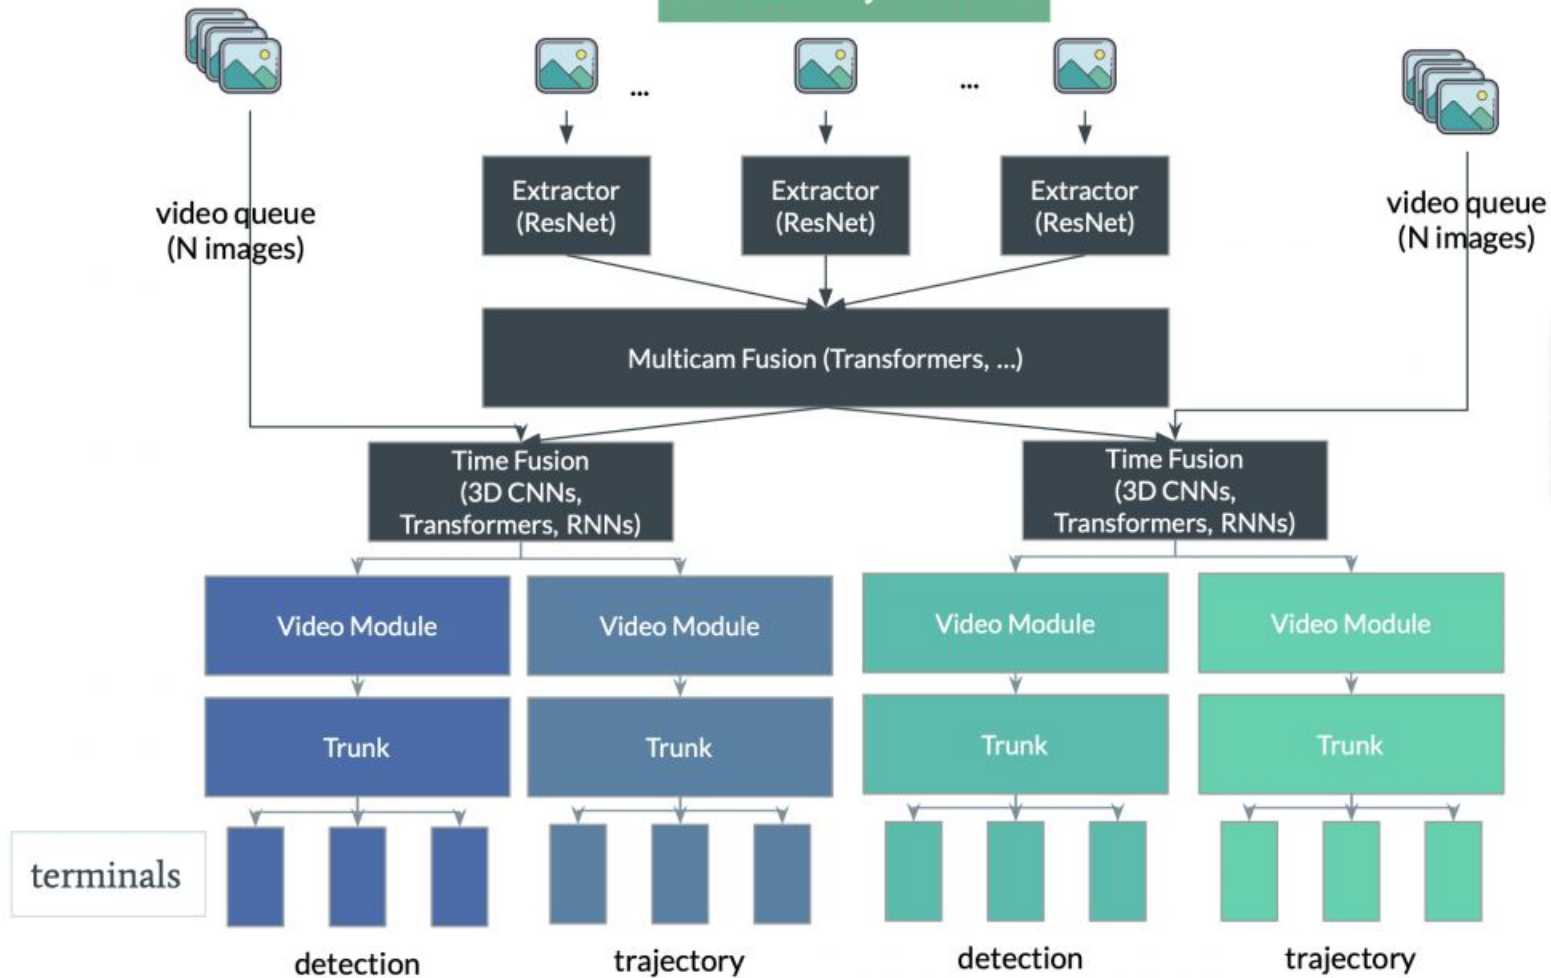 ...
...
Extractor
(ResNet)
Extractor
(ResNet)
Extractor
(ResNet)
video queue
(N images)
video queue
(N images)
Multicam Fusion (Transformers, ...)
Time Fusion
(3D CNNs,
Transformers, RNNs)
Time Fusion
(3D CNNs,
Transformers, RNNs)
Video Module
Video Module
Video Module
Video Module
Trunk
Trunk
Trunk
Trunk
terminals
detection
trajectory
detection
trajectory